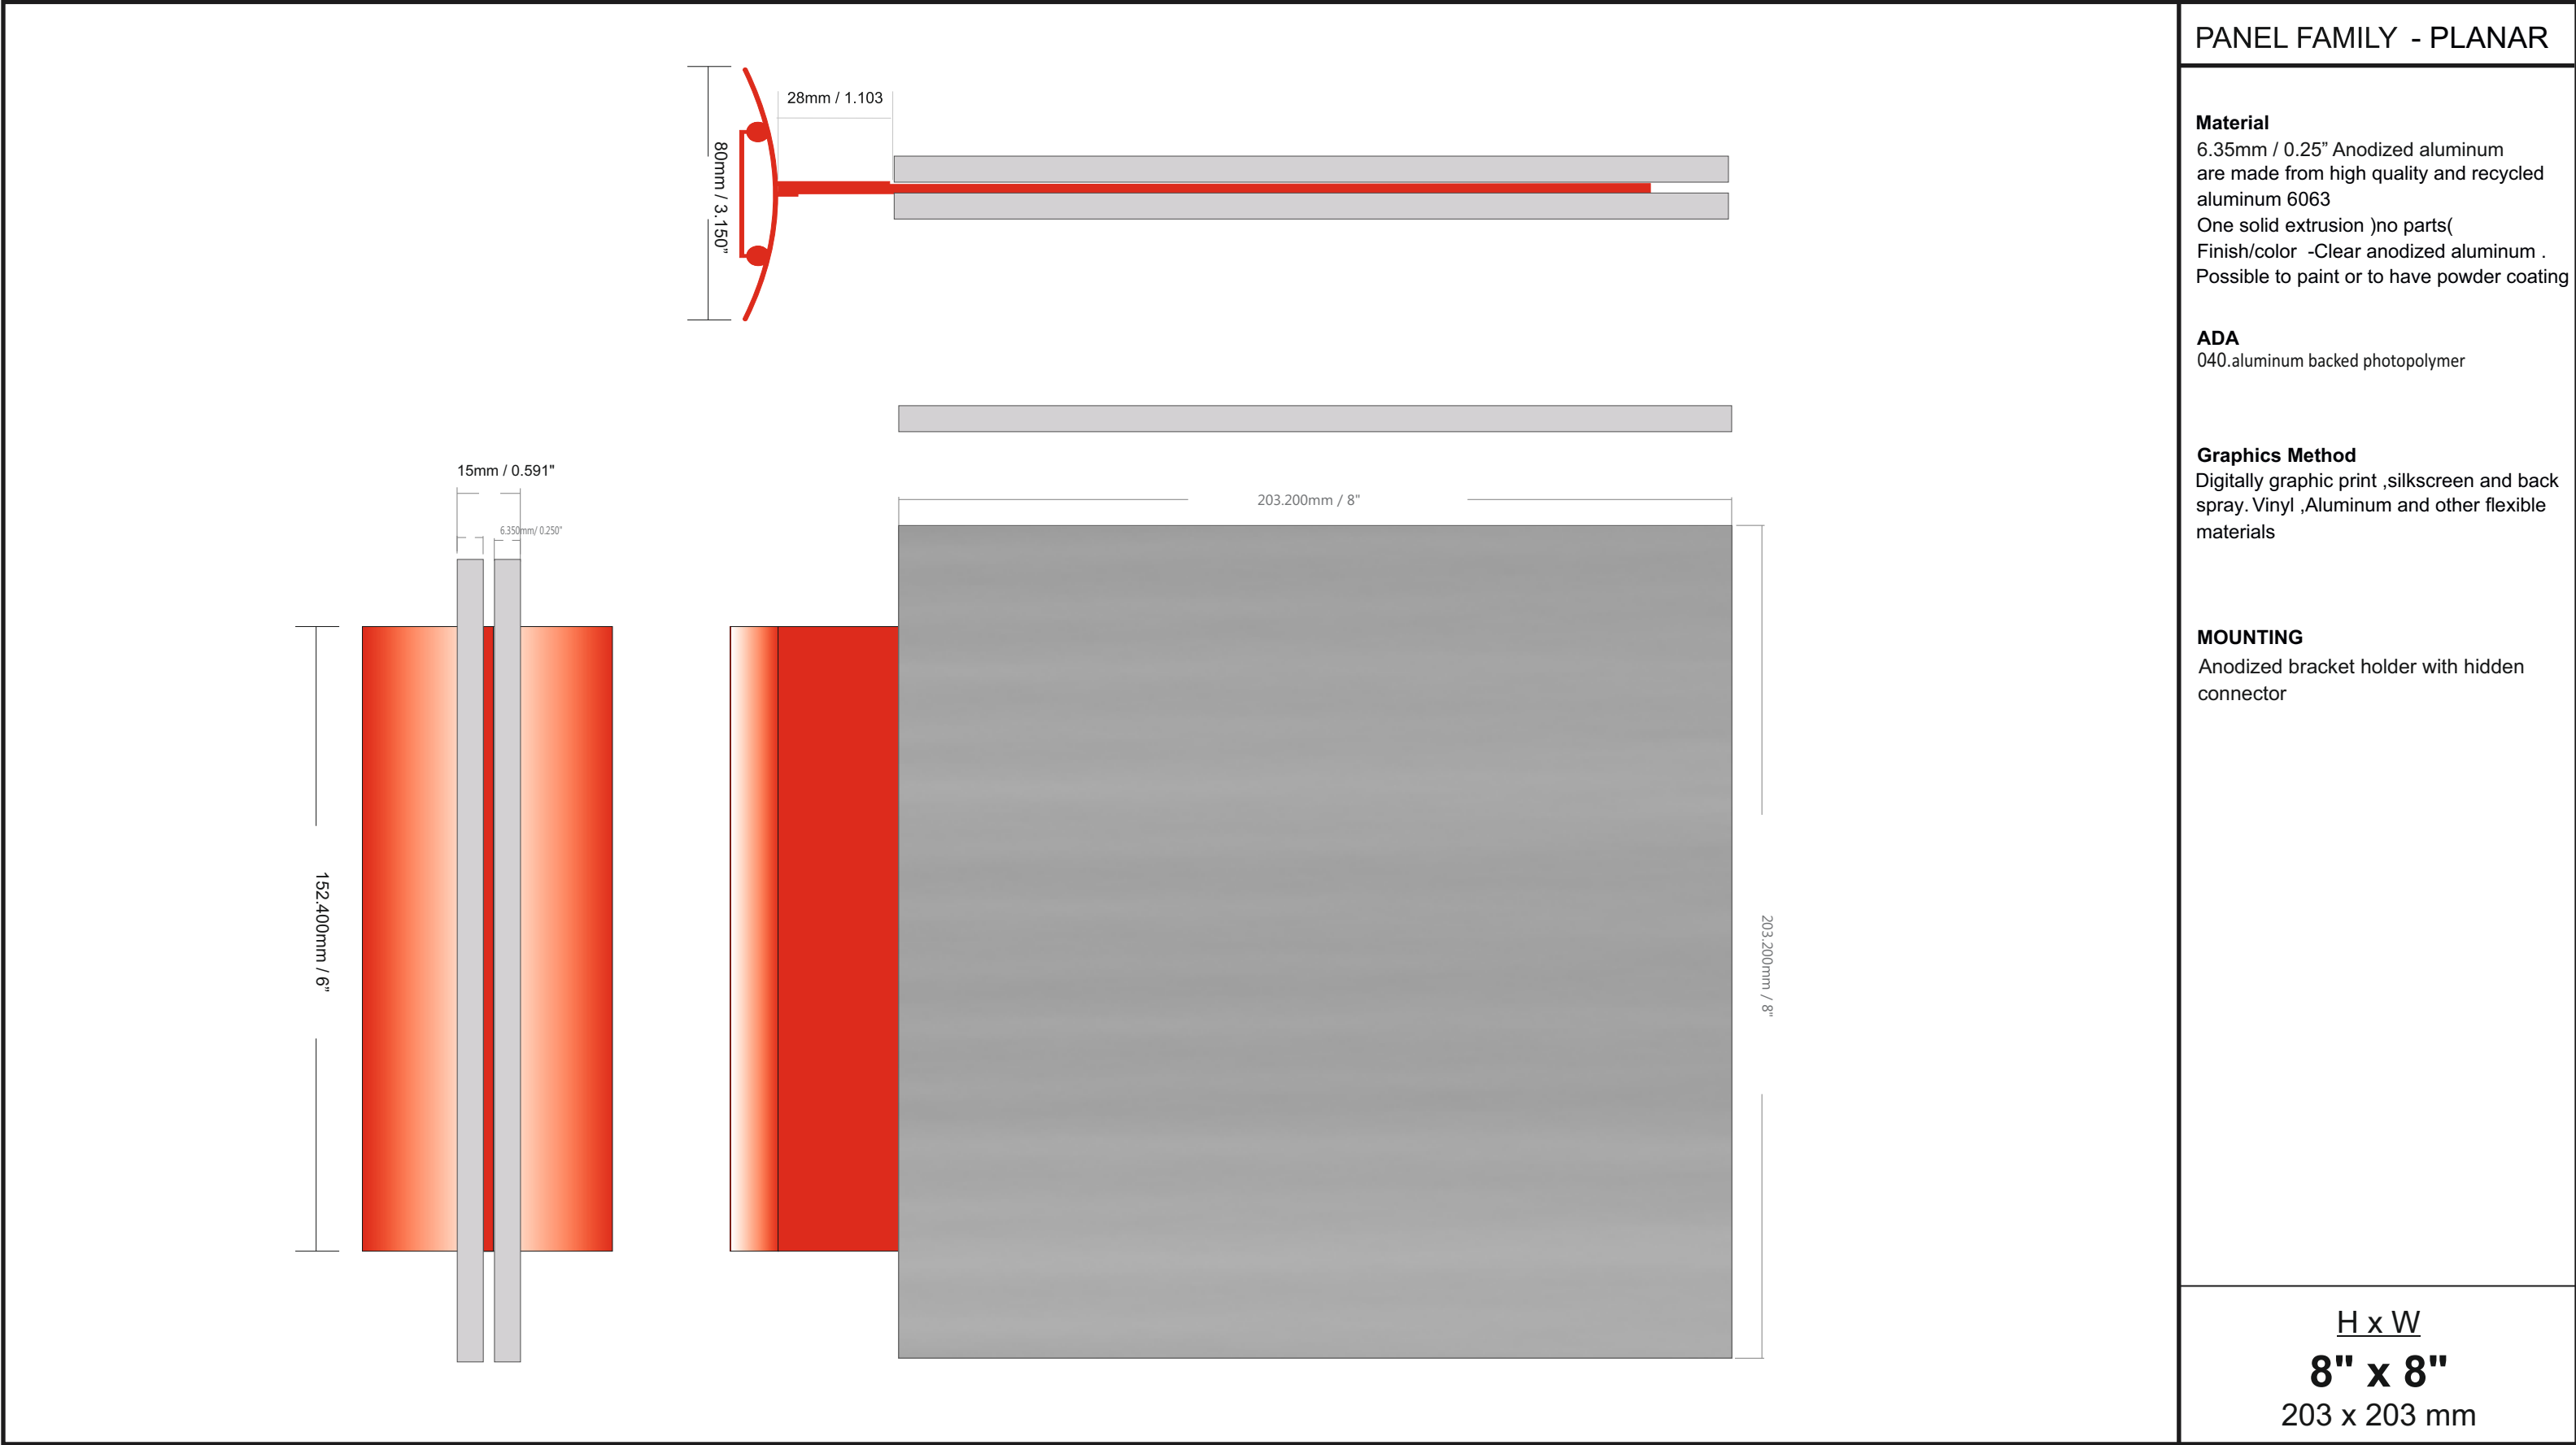 PANEL FAMILY - PLANAR
28mm / 1.103
80mm / 3.150”
15mm / 0.591"
6.350mm/ 0.250"
203.200mm / 8"
152.400mm / 6”
203.200mm / 8"
Material
6.35mm / 0.25” Anodized aluminum
are made from high quality and recycled
aluminum 6063
One solid extrusion )no parts(
Finish/color -Clear anodized aluminum .
Possible to paint or to have powder coating
ADA
040.aluminum backed photopolymer
Graphics Method
Digitally graphic print ,silkscreen and back
spray. Vinyl ,Aluminum and other flexible
materials
MOUNTING
Anodized bracket holder with hidden
connector
H x W
8" x 8"
203 x 203 mm